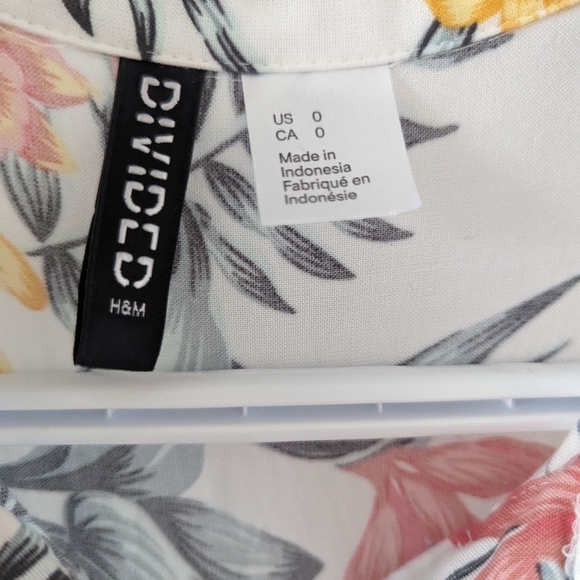 DIVIDED
H&M
US 0
CA 0
Made in
Indonesia
Fabriqué en
Indonésie